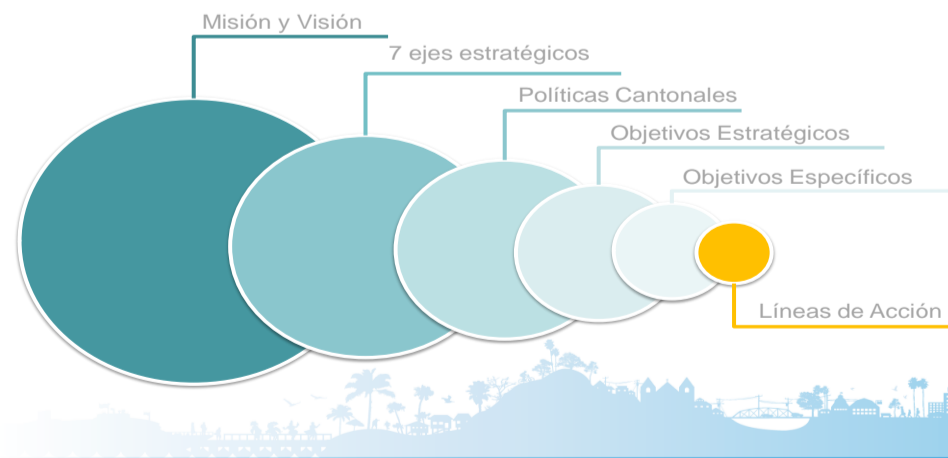 Misión y Visión
7 ejes estratégicos
Políticas Cantonales
Objetivos Estratégicos
Objetivos Específicos
Líneas de Acción